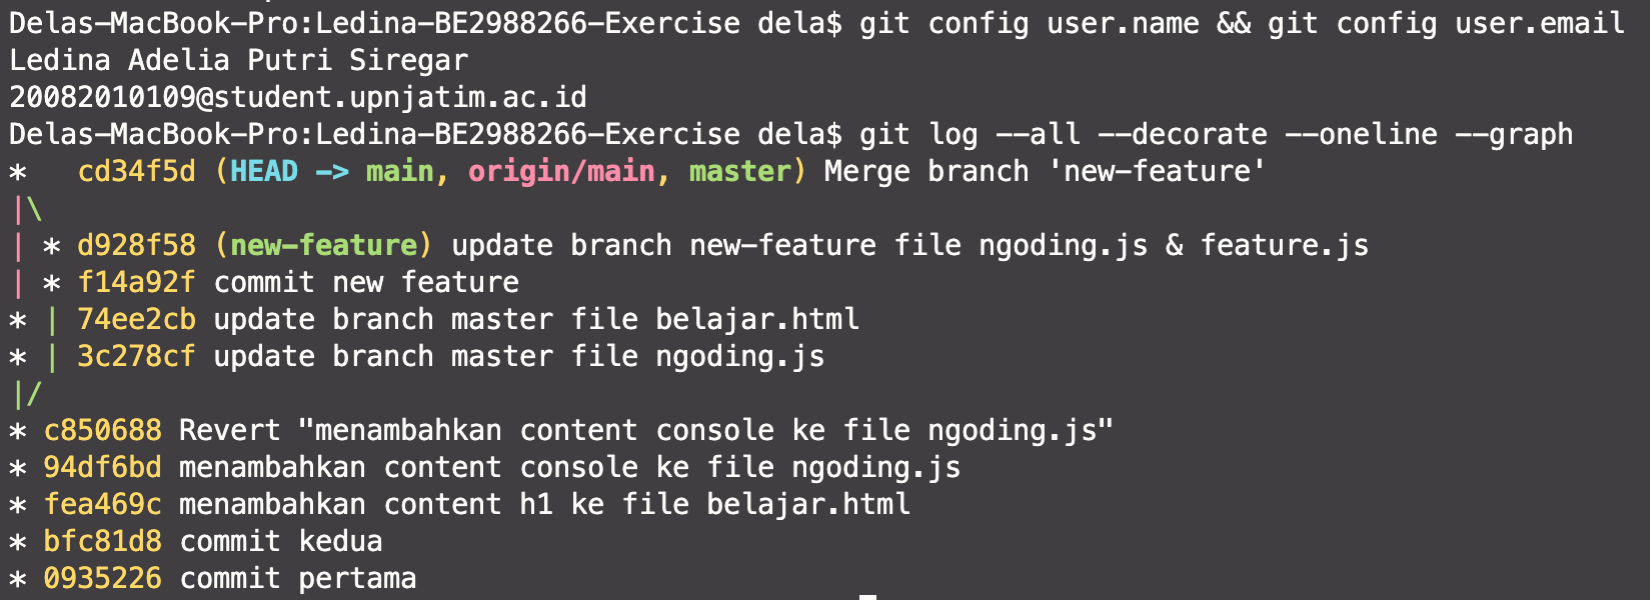 Delas-MacBook-Pro:Ledina-BE2988266-Exercise dela$ git config user.name && git config user.email
Ledina Adelia Putri Siregar
20082010109@student.upnjatim.ac.id
Delas-MacBook-Pro:Ledina-BE2988266-Exercise dela$ git log --all --decorate --oneline --graph
*   cd34f5d (HEAD -> main, origin/main, master) Merge branch 'new-feature'
|\
| * d928f58 (new-feature) update branch new-feature file ngoding.js & feature.js
| * f14a92f commit new feature
* | 74ee2cb update branch master file belajar.html
* | 3c278cf update branch master file ngoding.js
|/
* c850688 Revert "menambahkan content console ke file ngoding.js"
* 94df6bd menambahkan content console ke file ngoding.js
* fea469c menambahkan content h1 ke file belajar.html
* bfc81d8 commit kedua
* 0935226 commit pertama